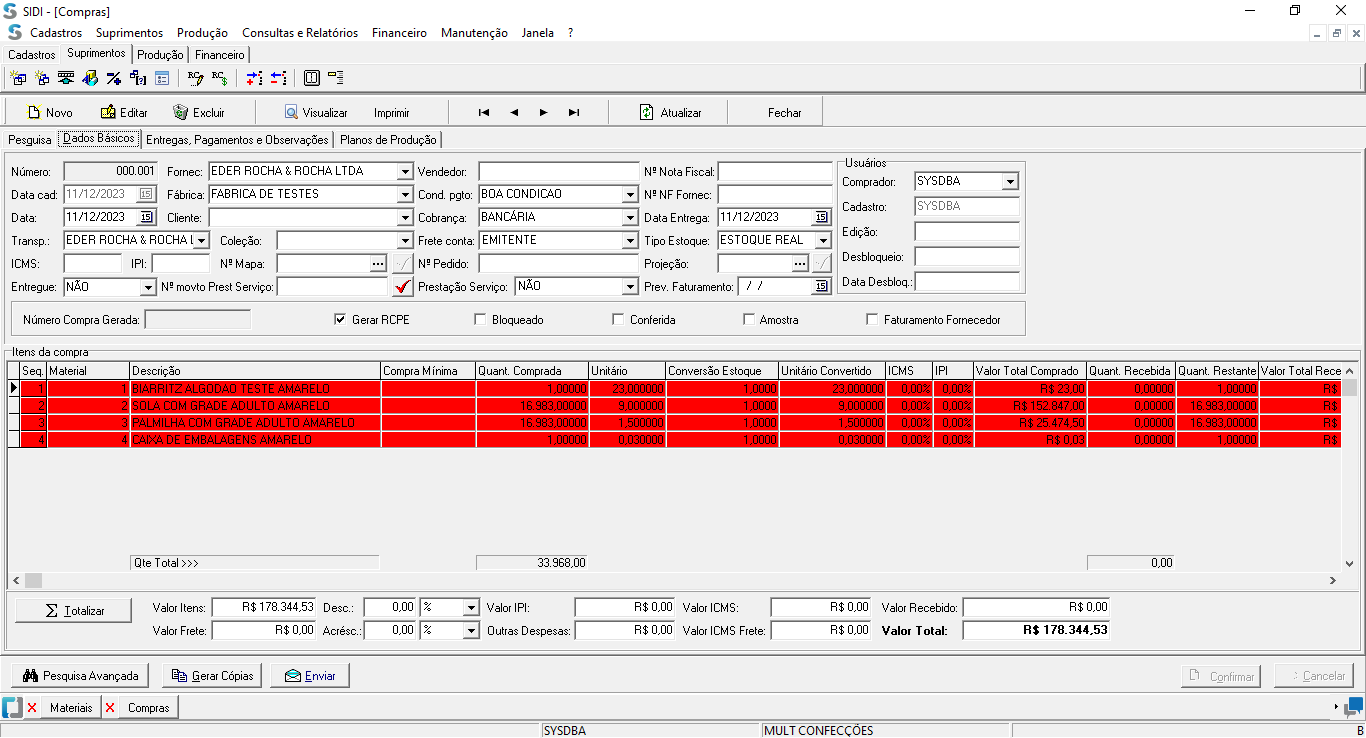 SIDI - [Compras]
Cadastros Suprimentos Produção Consultas e Relatórios Financeiro Manutenção Janela ?
Cadastros Suprimentos Produção Financeiro
Novo Editar Excluir Visualizar Imprimir Atualizar Fechar
Pesquisa Dados Básicos Entregas, Pagamentos e Observações Planos de Produção
Número: 000.001 Fornec: EDER ROCHA & ROCHA LTDA Vendedor: Nº Nota Fiscal: Usuários
Comprador: SYSDBA
Data cad: 11/12/2023 15 Fábrica: FABRICA DE TESTES Cond. pgto: BOA CONDICAO Nº NF Fornec:
Cadastro: SYSDBA
Data: 11/12/2023 15 Cliente: Cobrança: BANCÁRIA Data Entrega: 11/12/2023 15
Edição:
Transp.: EDER ROCHA & ROCHA L Coleção: Frete conta: EMITENTE Tipo Estoque: ESTOQUE REAL
Desbloqueio:
ICMS: IPI: Nº Mapa: ... Nº Pedido: Projeção: ...
Data Desbloq.:
Entregue: NÃO Nº movto Prest Serviço: Prestação Serviço: NÃO Prev. Faturamento: / / 15
Número Compra Gerada: Gerar RCPE Bloqueado Conferida Amostra Faturamento Fornecedor
Itens da compra
Seq. Material Descrição Compra Mínima Quant. Comprada Unitário Conversão Estoque Unitário Convertido ICMS IPI Valor Total Comprado Quant. Recebida Quant. Restante Valor Total Rece
1 1 BIARRITZ ALGODAO TESTE AMARELO 1,00000 23,000000 1,0000 23,000000 0,00% 0,00% R$ 23,00 0,00000 1,00000 R$
2 2 SOLA COM GRADE ADULTO AMARELO 16.983,00000 9,000000 1,0000 9,000000 0,00% 0,00% R$ 152.847,00 0,00000 16.983,00000 R$
3 3 PALMILHA COM GRADE ADULTO AMARELO 16.983,00000 1,500000 1,0000 1,500000 0,00% 0,00% R$ 25.474,50 0,00000 16.983,00000 R$
4 4 CAIXA DE EMBALAGENS AMARELO 1,00000 0,030000 1,0000 0,030000 0,00% 0,00% R$ 0,03 0,00000 1,00000 R$
Qte Total >>> 33.968,00 0,00
Σ Totalizar Valor Itens: R$ 178.344,53 Desc.: 0,00 % Valor IPI: R$ 0,00 Valor ICMS: R$ 0,00 Valor Recebido: R$ 0,00
Valor Frete: R$ 0,00 Acrésc.: 0,00 % Outras Despesas: R$ 0,00 Valor ICMS Frete: R$ 0,00 Valor Total: R$ 178.344,53
Pesquisa Avançada Gerar Cópias Enviar Confirmar Cancelar
Materiais Compras
SYSDBA MULT CONFECÇÕES B